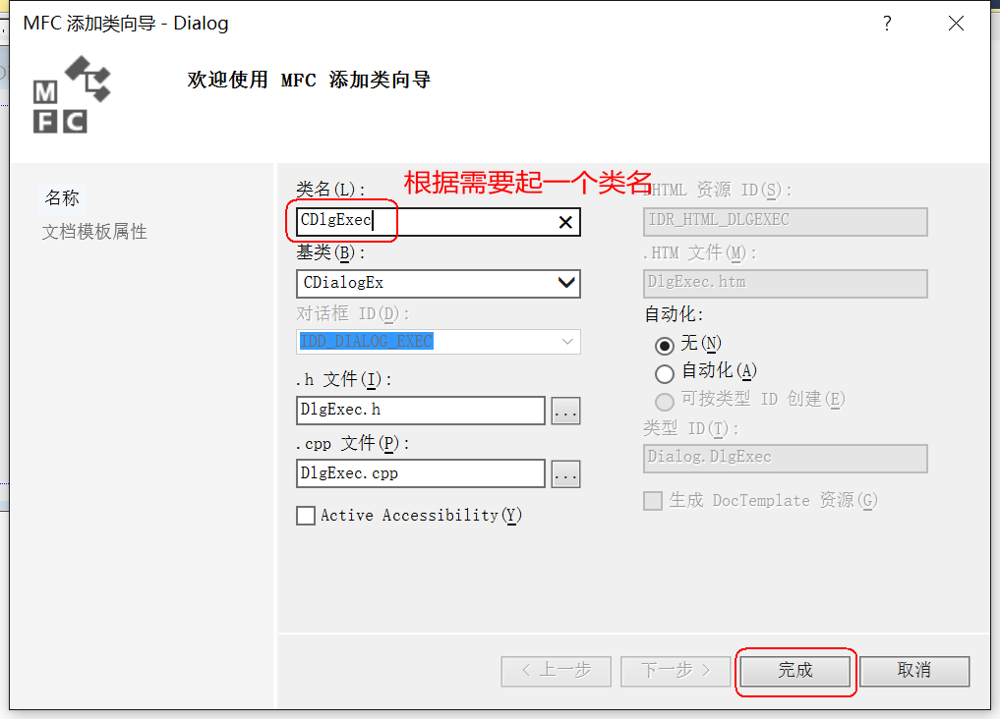 MFC 添加类向导 - Dialog
?
M
F C
欢迎使用 MFC 添加类向导
名称
文档模板属性
根据需要起一个类名
类名(L):
CDlgExec
基类(B):
CDialogEx
对话框 ID(D):
IDD_DIALOG_EXEC
.h 文件(I):
DlgExec.h
...
.cpp 文件(P):
DlgExec.cpp
...
Active Accessibility(Y)
HTML 资源 ID(S):
IDR_HTML_DLGEXEC
.HTM 文件(M):
DlgExec.htm
自动化:
无(N)
自动化(A)
可按类型 ID 创建(E)
类型 ID(T):
Dialog.DlgExec
生成 DocTemplate 资源(G)
< 上一步
下一步 >
完成
取消